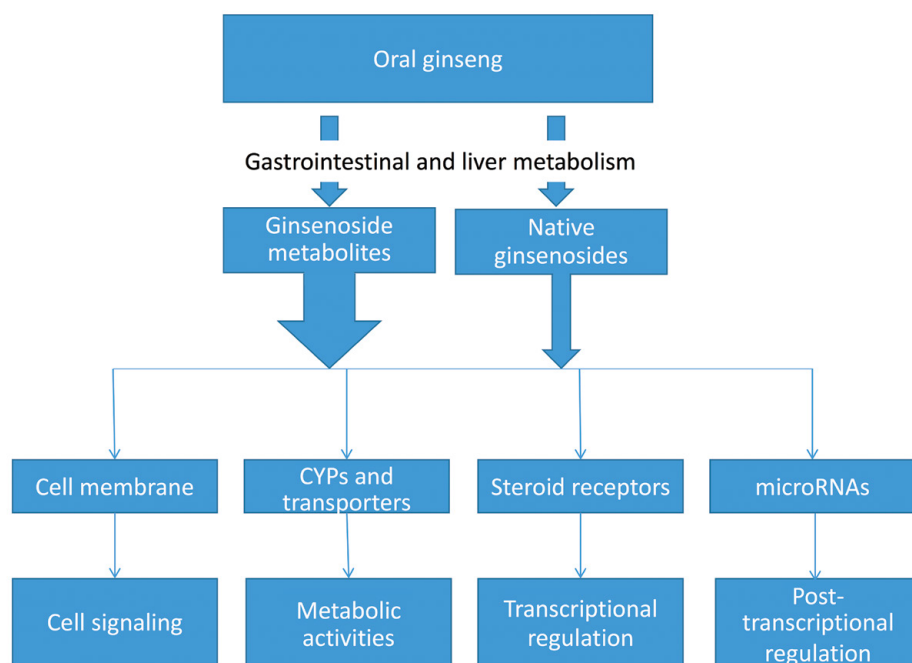 Oral ginseng
Gastrointestinal and liver metabolism
Ginsenoside
metabolites
Native
ginsenosides
Cell membrane
CYPs and
transporters
Steroid receptors
microRNAs
Cell signaling
Metabolic
activities
Transcriptional
regulation
Post-
transcriptional
regulation